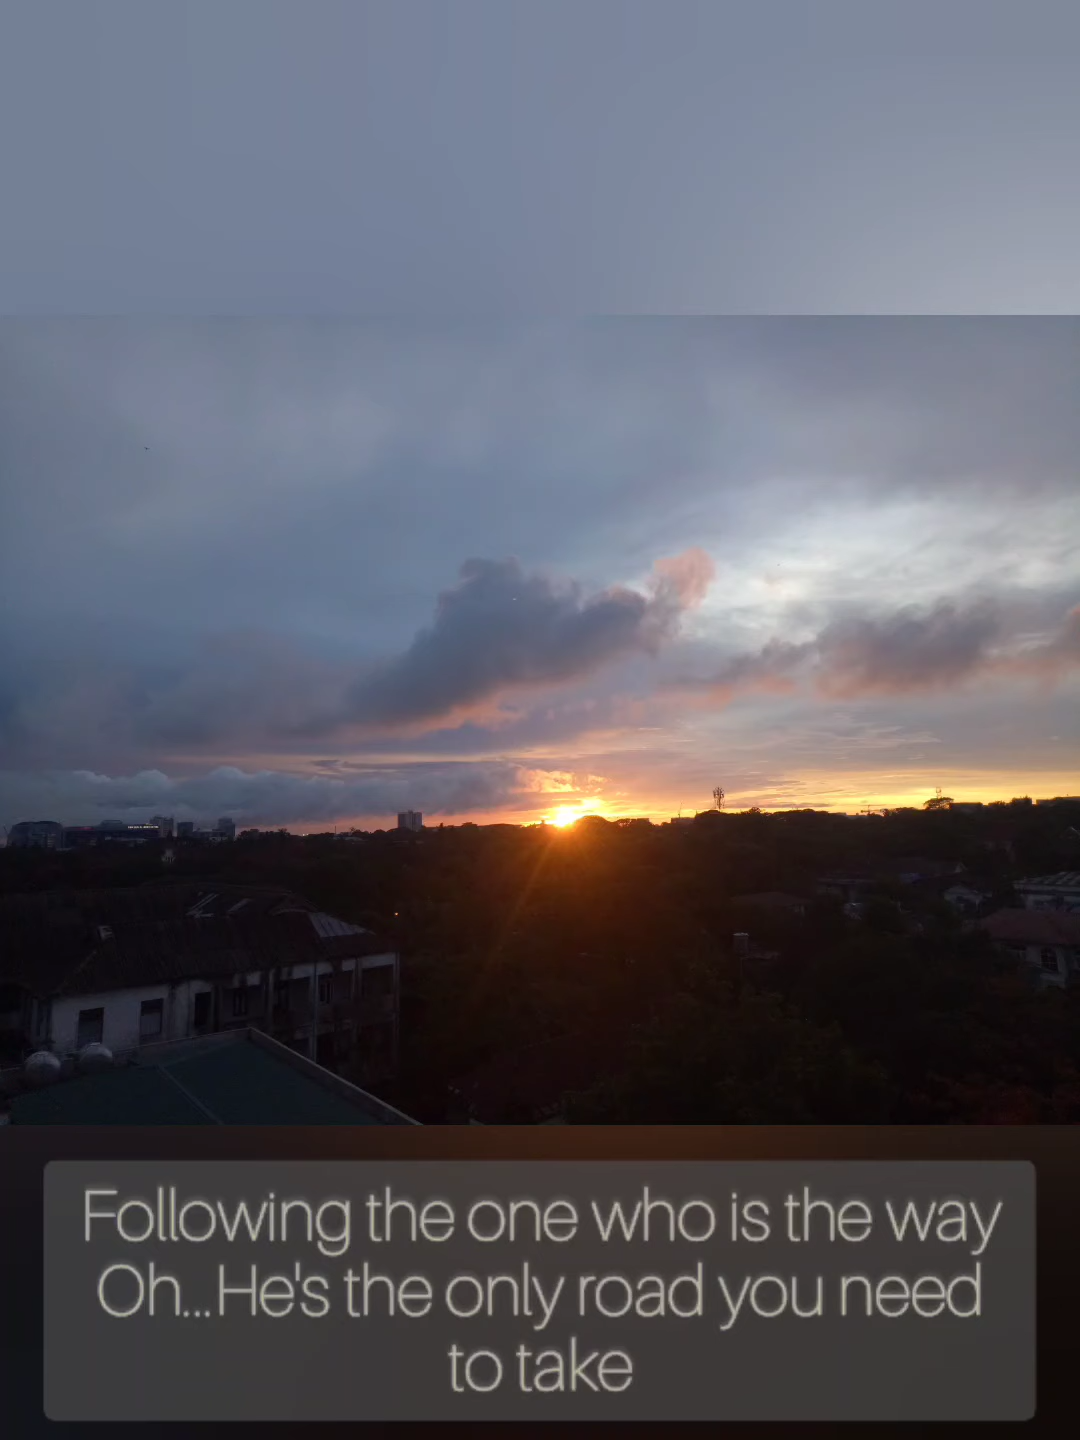 Following the one who is the way
Oh...He's the only road you need
to take